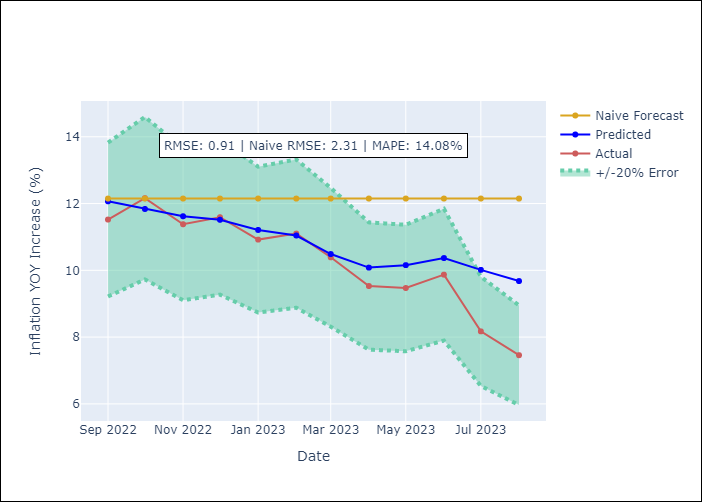 Naive Forecast
Predicted
Actual
+/-20% Error
RMSE: 0.91 | Naive RMSE: 2.31 | MAPE: 14.08%
Inflation YOY Increase (%)
14
12
10
8
6
Sep 2022 Nov 2022 Jan 2023 Mar 2023 May 2023 Jul 2023
Date